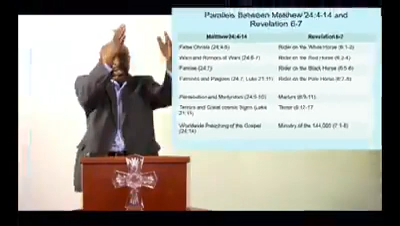 Parallels Between Matthew 24:4-14 and
Revelation 6-7
Matthew 24:4-14
Revelation 6-7
False Christs (24:4-5)
Rider on the White Horse (6:1-2)
Wars and Rumors of Wars (24:6-7)
Rider on the Red Horse (6:3-4)
Famine (24:7)
Rider on the Black Horse (6:5-6)
Famines and Plagues (24:7; Luke 21:11)
Rider on the Pale Horse (6:7-8)
Persecution and Martyrdom (24:9-10)
Martyrs (6:9-11)
Terrors and Great cosmic Signs (Luke
21:11)
Terror (6:12-17
Worldwide Preaching of the Gospel
(24:14)
Ministry of the 144,000 (7:1-8)